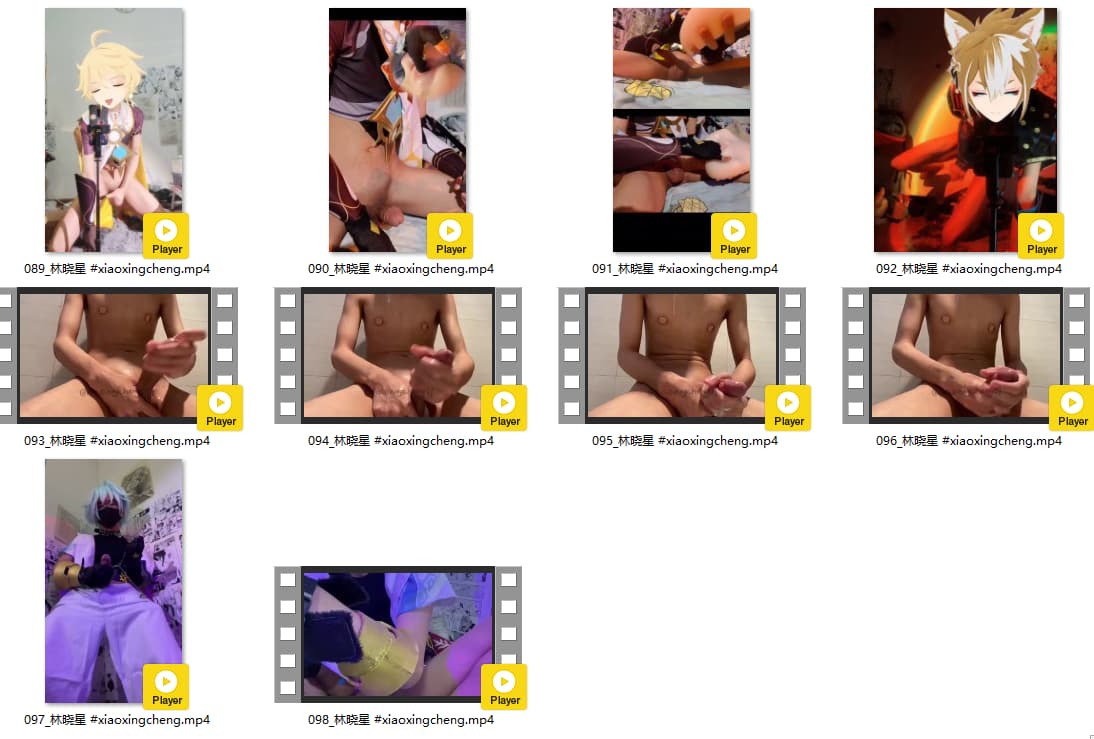 Player
Player
Player
Player
089_林晓星 #xiaoxingcheng.mp4
090_林晓星 #xiaoxingcheng.mp4
091_林晓星 #xiaoxingcheng.mp4
092_林晓星 #xiaoxingcheng.mp4
Player
Player
Player
Player
093_林晓星 #xiaoxingcheng.mp4
094_林晓星 #xiaoxingcheng.mp4
095_林晓星 #xiaoxingcheng.mp4
096_林晓星 #xiaoxingcheng.mp4
Player
Player
097_林晓星 #xiaoxingcheng.mp4
098_林晓星 #xiaoxingcheng.mp4